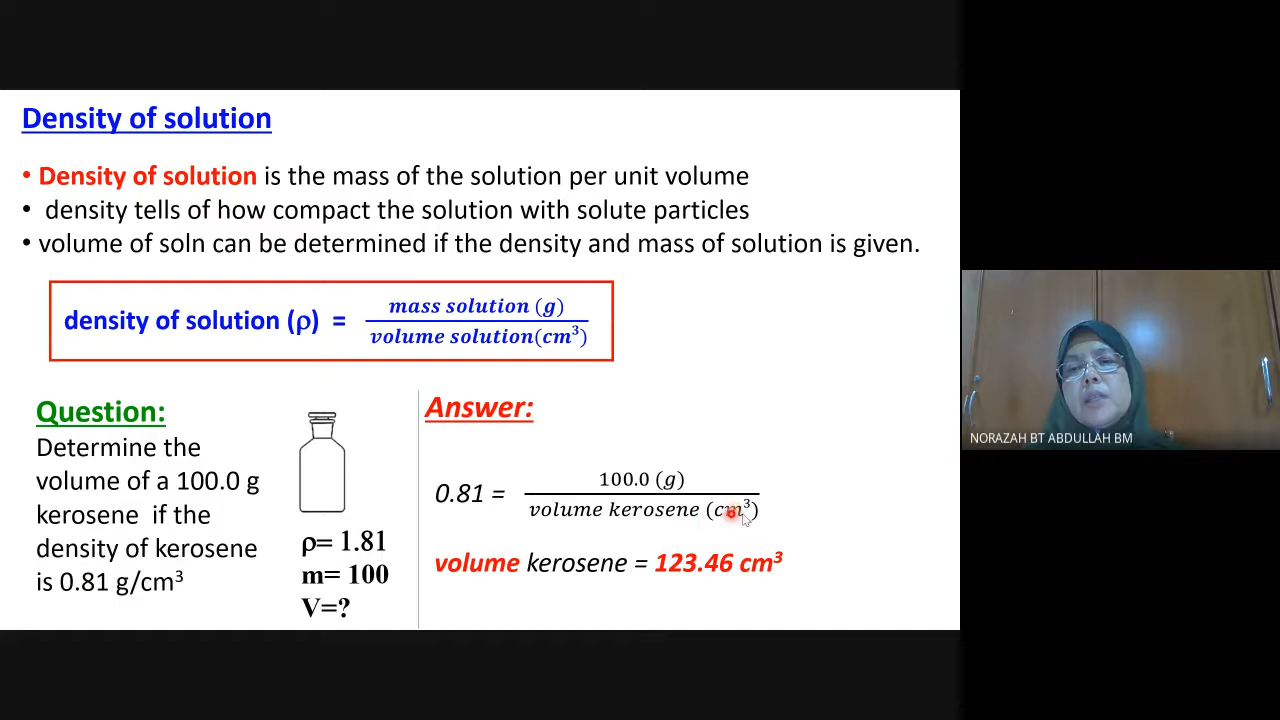 Density of solution
• Density of solution is the mass of the solution per unit volume
• density tells of how compact the solution with solute particles
• volume of soln can be determined if the density and mass of solution is given.
density of solution (ρ) = mass solution (g) / volume solution(cm³)
Question:
Determine the
volume of a 100.0 g
kerosene if the
density of kerosene
is 0.81 g/cm³
ρ= 1.81
m= 100
V=?
Answer:
0.81 = 100.0 (g) / volume kerosene (cm³)
volume kerosene = 123.46 cm³
NORAZAH BT ABDULLAH BM